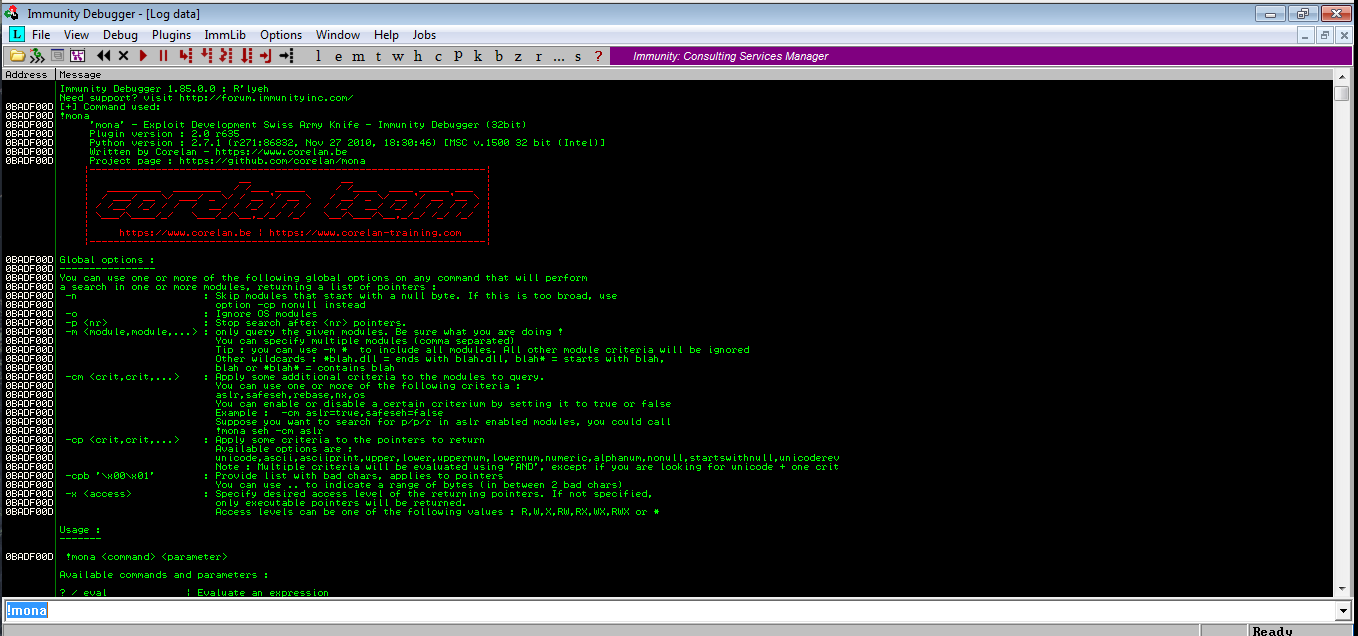 Immunity Debugger - [Log data]
L File View Debug Plugins ImmLib Options Window Help Jobs
l e m t w h c P k b z r ... s ? Immunity: Consulting Services Manager
Address Message
Immunity Debugger 1.85.0.0 : R'lyeh
Need support? visit http://forum.immunityinc.com/
0BADF00D [+] Command used:
0BADF00D !mona
0BADF00D 'mona' - Exploit Development Swiss Army Knife - Immunity Debugger (32bit)
0BADF00D Plugin version : 2.0 r635
0BADF00D Python version : 2.7.1 (r271:86832, Nov 27 2010, 18:30:46) [MSC v.1500 32 bit (Intel)]
0BADF00D Written by Corelan - https://www.corelan.be
0BADF00D Project page : https://github.com/corelan/mona
corelan team
https://www.corelan.be | https://www.corelan-training.com
0BADF00D Global options :
0BADF00D ----------------
0BADF00D You can use one or more of the following global options on any command that will perform
0BADF00D a search in one or more modules, returning a list of pointers :
0BADF00D -n : Skip modules that start with a null byte. If this is too broad, use
0BADF00D option -cp nonull instead
0BADF00D -o : Ignore OS modules
0BADF00D -p <nr> : Stop search after <nr> pointers.
0BADF00D -m <module,module,...> : only query the given modules. Be sure what you are doing !
0BADF00D You can specify multiple modules (comma separated)
0BADF00D Tip : you can use -m * to include all modules. All other module criteria will be ignored
0BADF00D Other wildcards : *blah.dll = ends with blah.dll, blah* = starts with blah,
0BADF00D blah or *blah* = contains blah
0BADF00D -cm <crit,crit,...> : Apply some additional criteria to the modules to query.
0BADF00D You can use one or more of the following criteria :
0BADF00D aslr,safeseh,rebase,nx,os
0BADF00D You can enable or disable a certain criterium by setting it to true or false
0BADF00D Example : -cm aslr=true,safeseh=false
0BADF00D Suppose you want to search for p/p/r in aslr enabled modules, you could call
0BADF00D !mona seh -cm aslr
0BADF00D -cp <crit,crit,...> : Apply some criteria to the pointers to return
0BADF00D Available options are :
0BADF00D unicode,ascii,asciiprint,upper,lower,uppernum,lowernum,numeric,alphanum,nonull,startswithnull,unicoderev
0BADF00D Note : Multiple criteria will be evaluated using 'AND', except if you are looking for unicode + one crit
0BADF00D -cpb '\x00\x01' : Provide list with bad chars, applies to pointers
0BADF00D You can use .. to indicate a range of bytes (in between 2 bad chars)
0BADF00D -x <access> : Specify desired access level of the returning pointers. If not specified,
0BADF00D only executable pointers will be returned.
0BADF00D Access levels can be one of the following values : R,W,X,RW,RX,WX,RWX or *
Usage :
-------
0BADF00D !mona <command> <parameter>
Available commands and parameters :
? / eval | Evaluate an expression
!mona
Ready